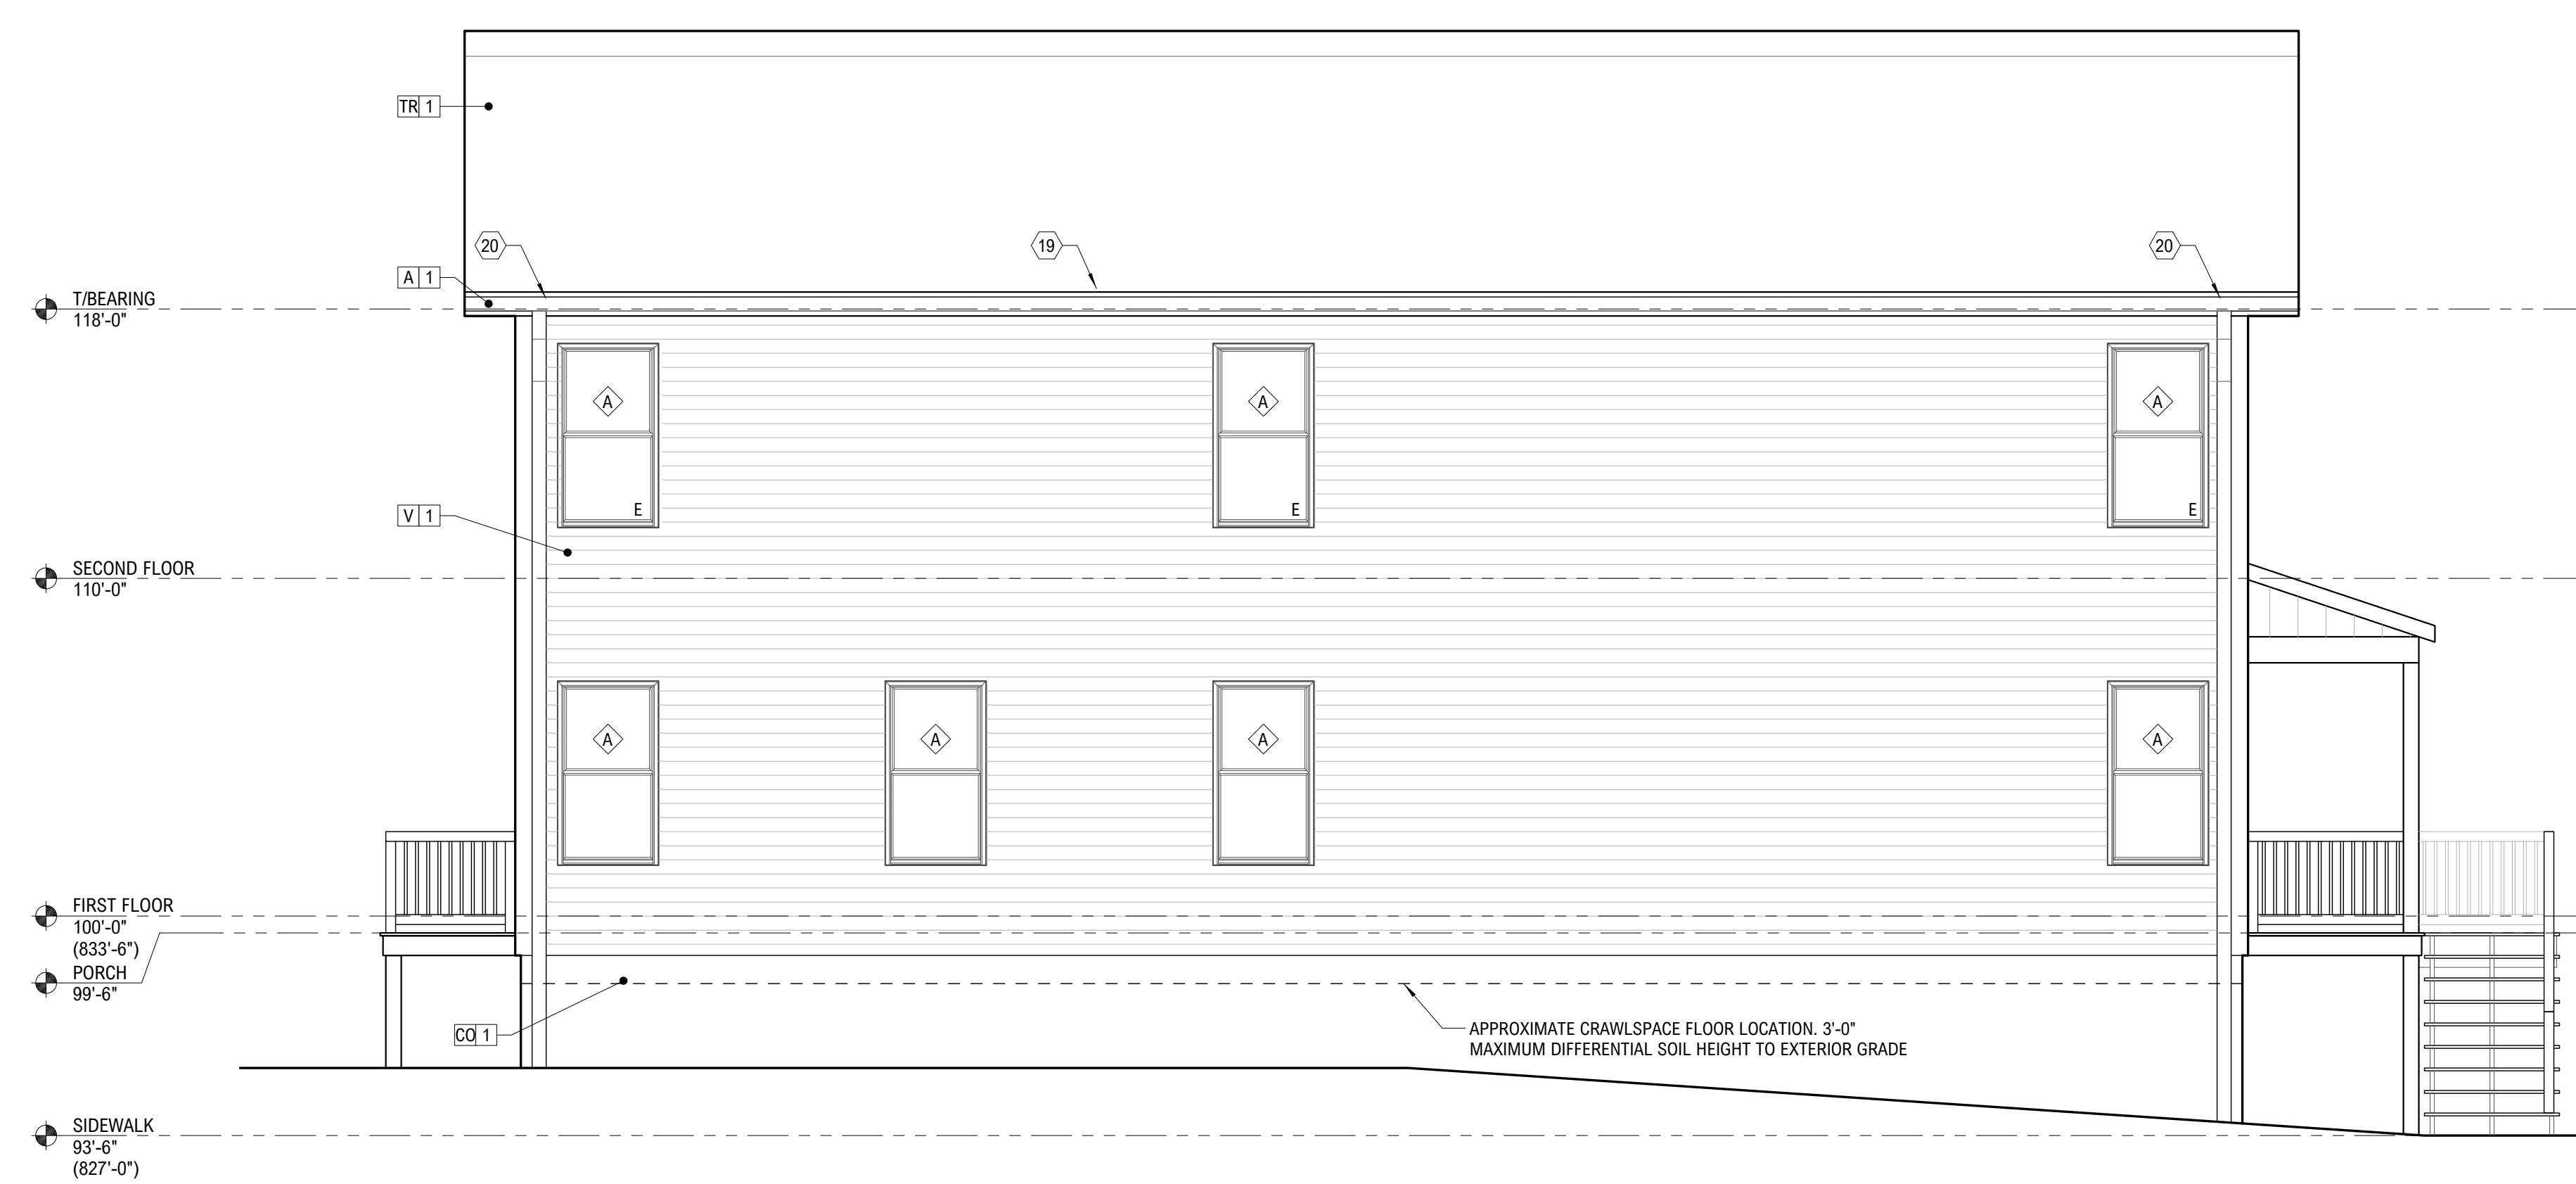 TR 1
20
19
20
A 1
T/BEARING
118'-0"
A
A
A
E
E
E
V 1
SECOND FLOOR
110'-0"
A
A
A
A
FIRST FLOOR
100'-0"
(833'-6")
PORCH
99'-6"
CO 1
APPROXIMATE CRAWLSPACE FLOOR LOCATION. 3'-0"
MAXIMUM DIFFERENTIAL SOIL HEIGHT TO EXTERIOR GRADE
SIDEWALK
93'-6"
(827'-0")